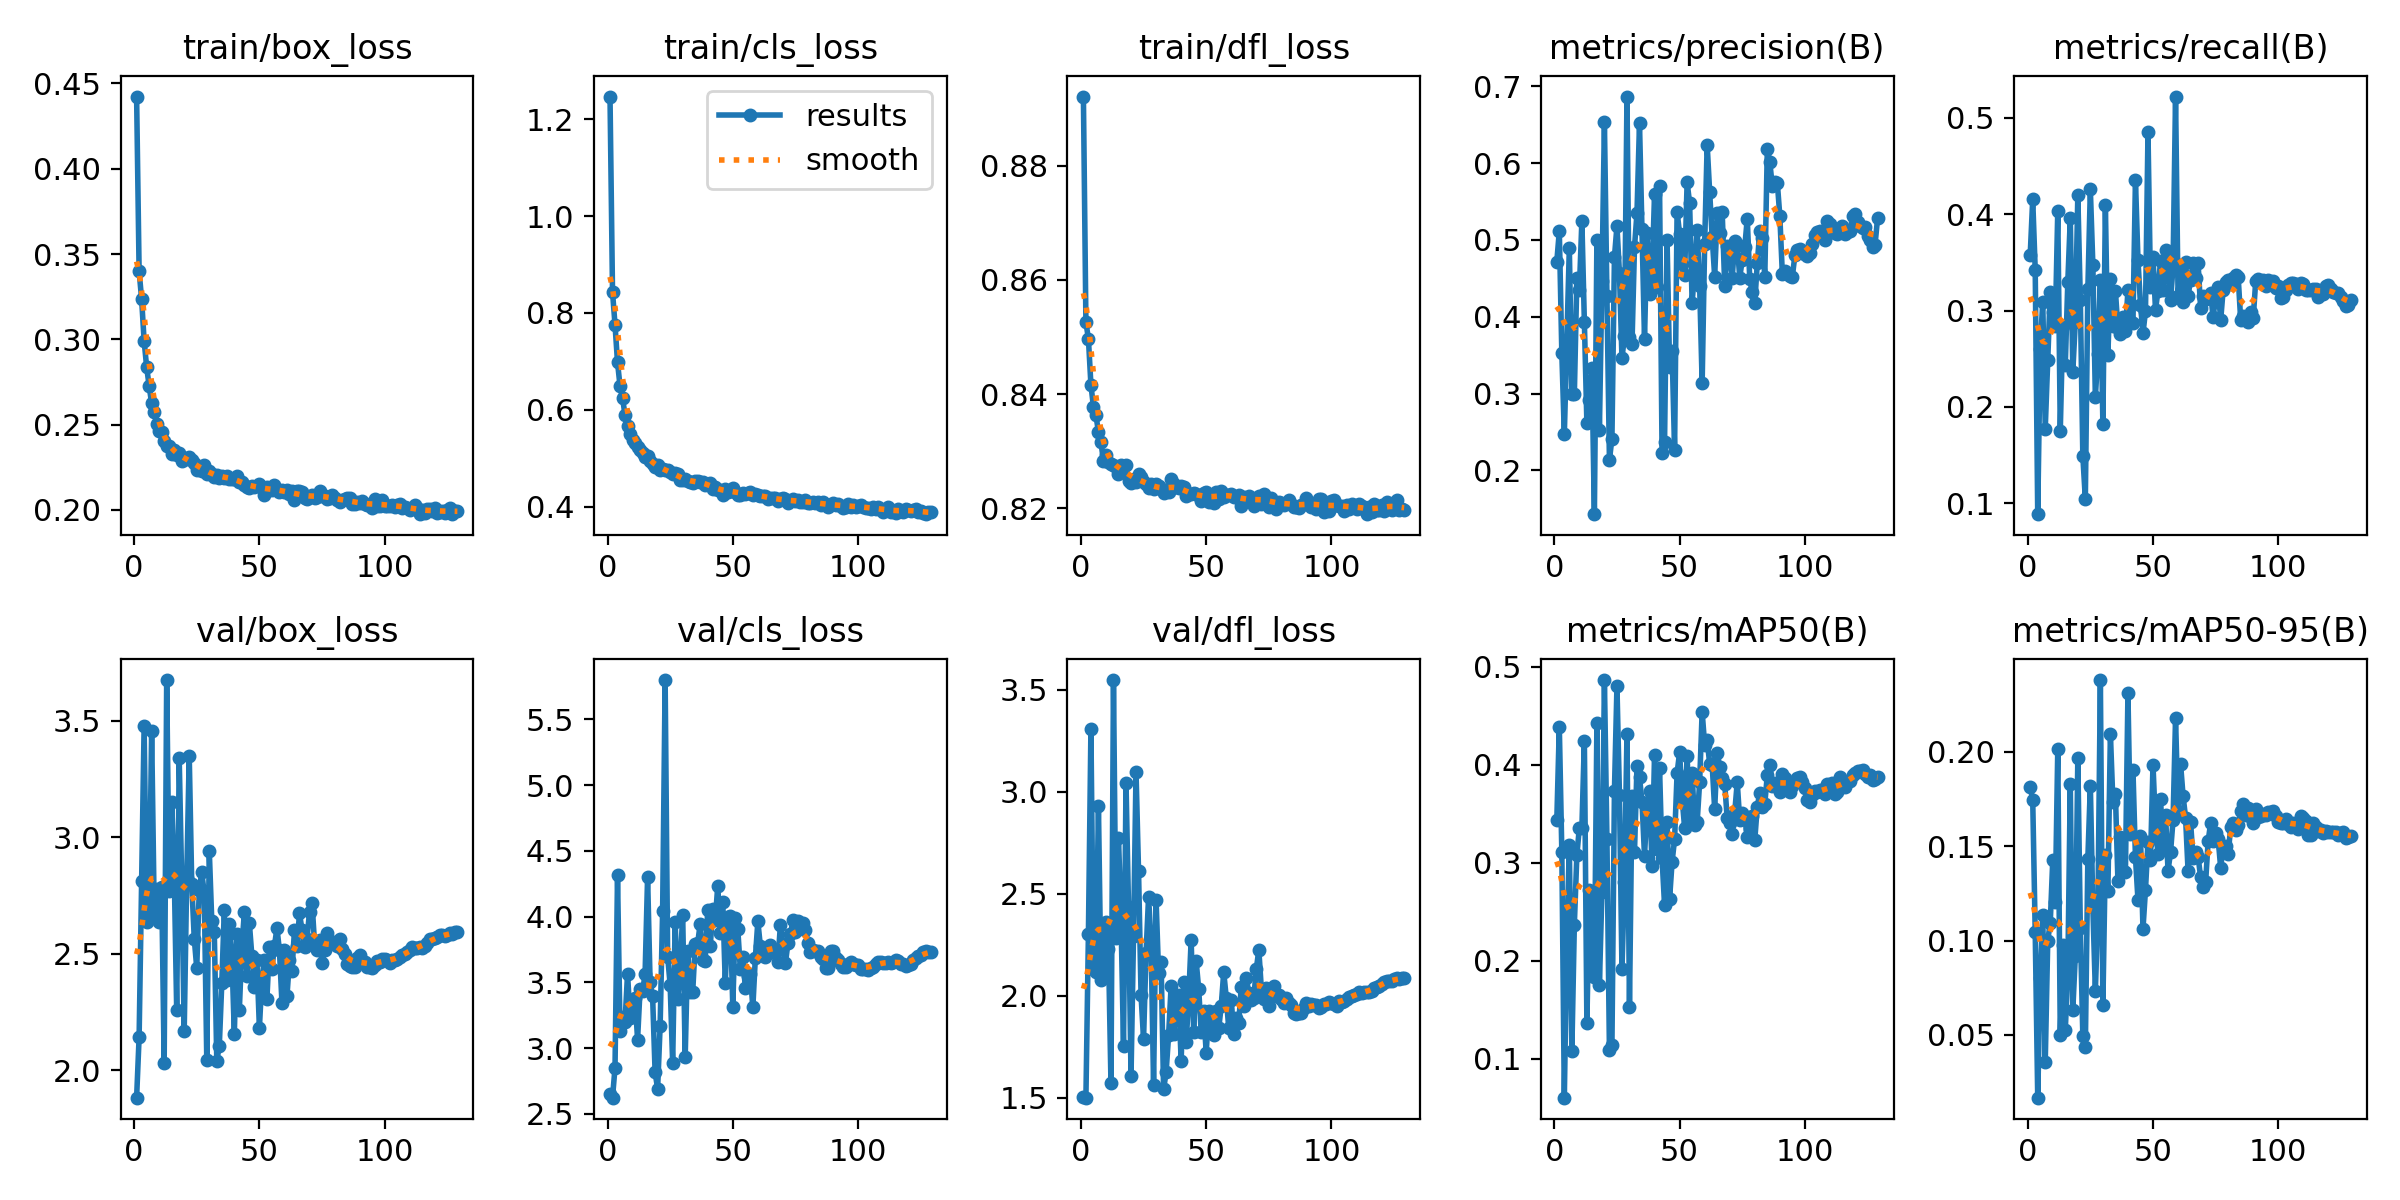 train/box_loss
0.45
0.40
0.35
0.30
0.25
0.20
0 50 100
train/cls_loss
results
smooth
1.2
1.0
0.8
0.6
0.4
0 50 100
train/dfl_loss
0.88
0.86
0.84
0.82
0 50 100
metrics/precision(B)
0.7
0.6
0.5
0.4
0.3
0.2
0 50 100
metrics/recall(B)
0.5
0.4
0.3
0.2
0.1
0 50 100
val/box_loss
3.5
3.0
2.5
2.0
0 50 100
val/cls_loss
5.5
5.0
4.5
4.0
3.5
3.0
2.5
0 50 100
val/dfl_loss
3.5
3.0
2.5
2.0
1.5
0 50 100
metrics/mAP50(B)
0.5
0.4
0.3
0.2
0.1
0 50 100
metrics/mAP50-95(B)
0.20
0.15
0.10
0.05
0 50 100